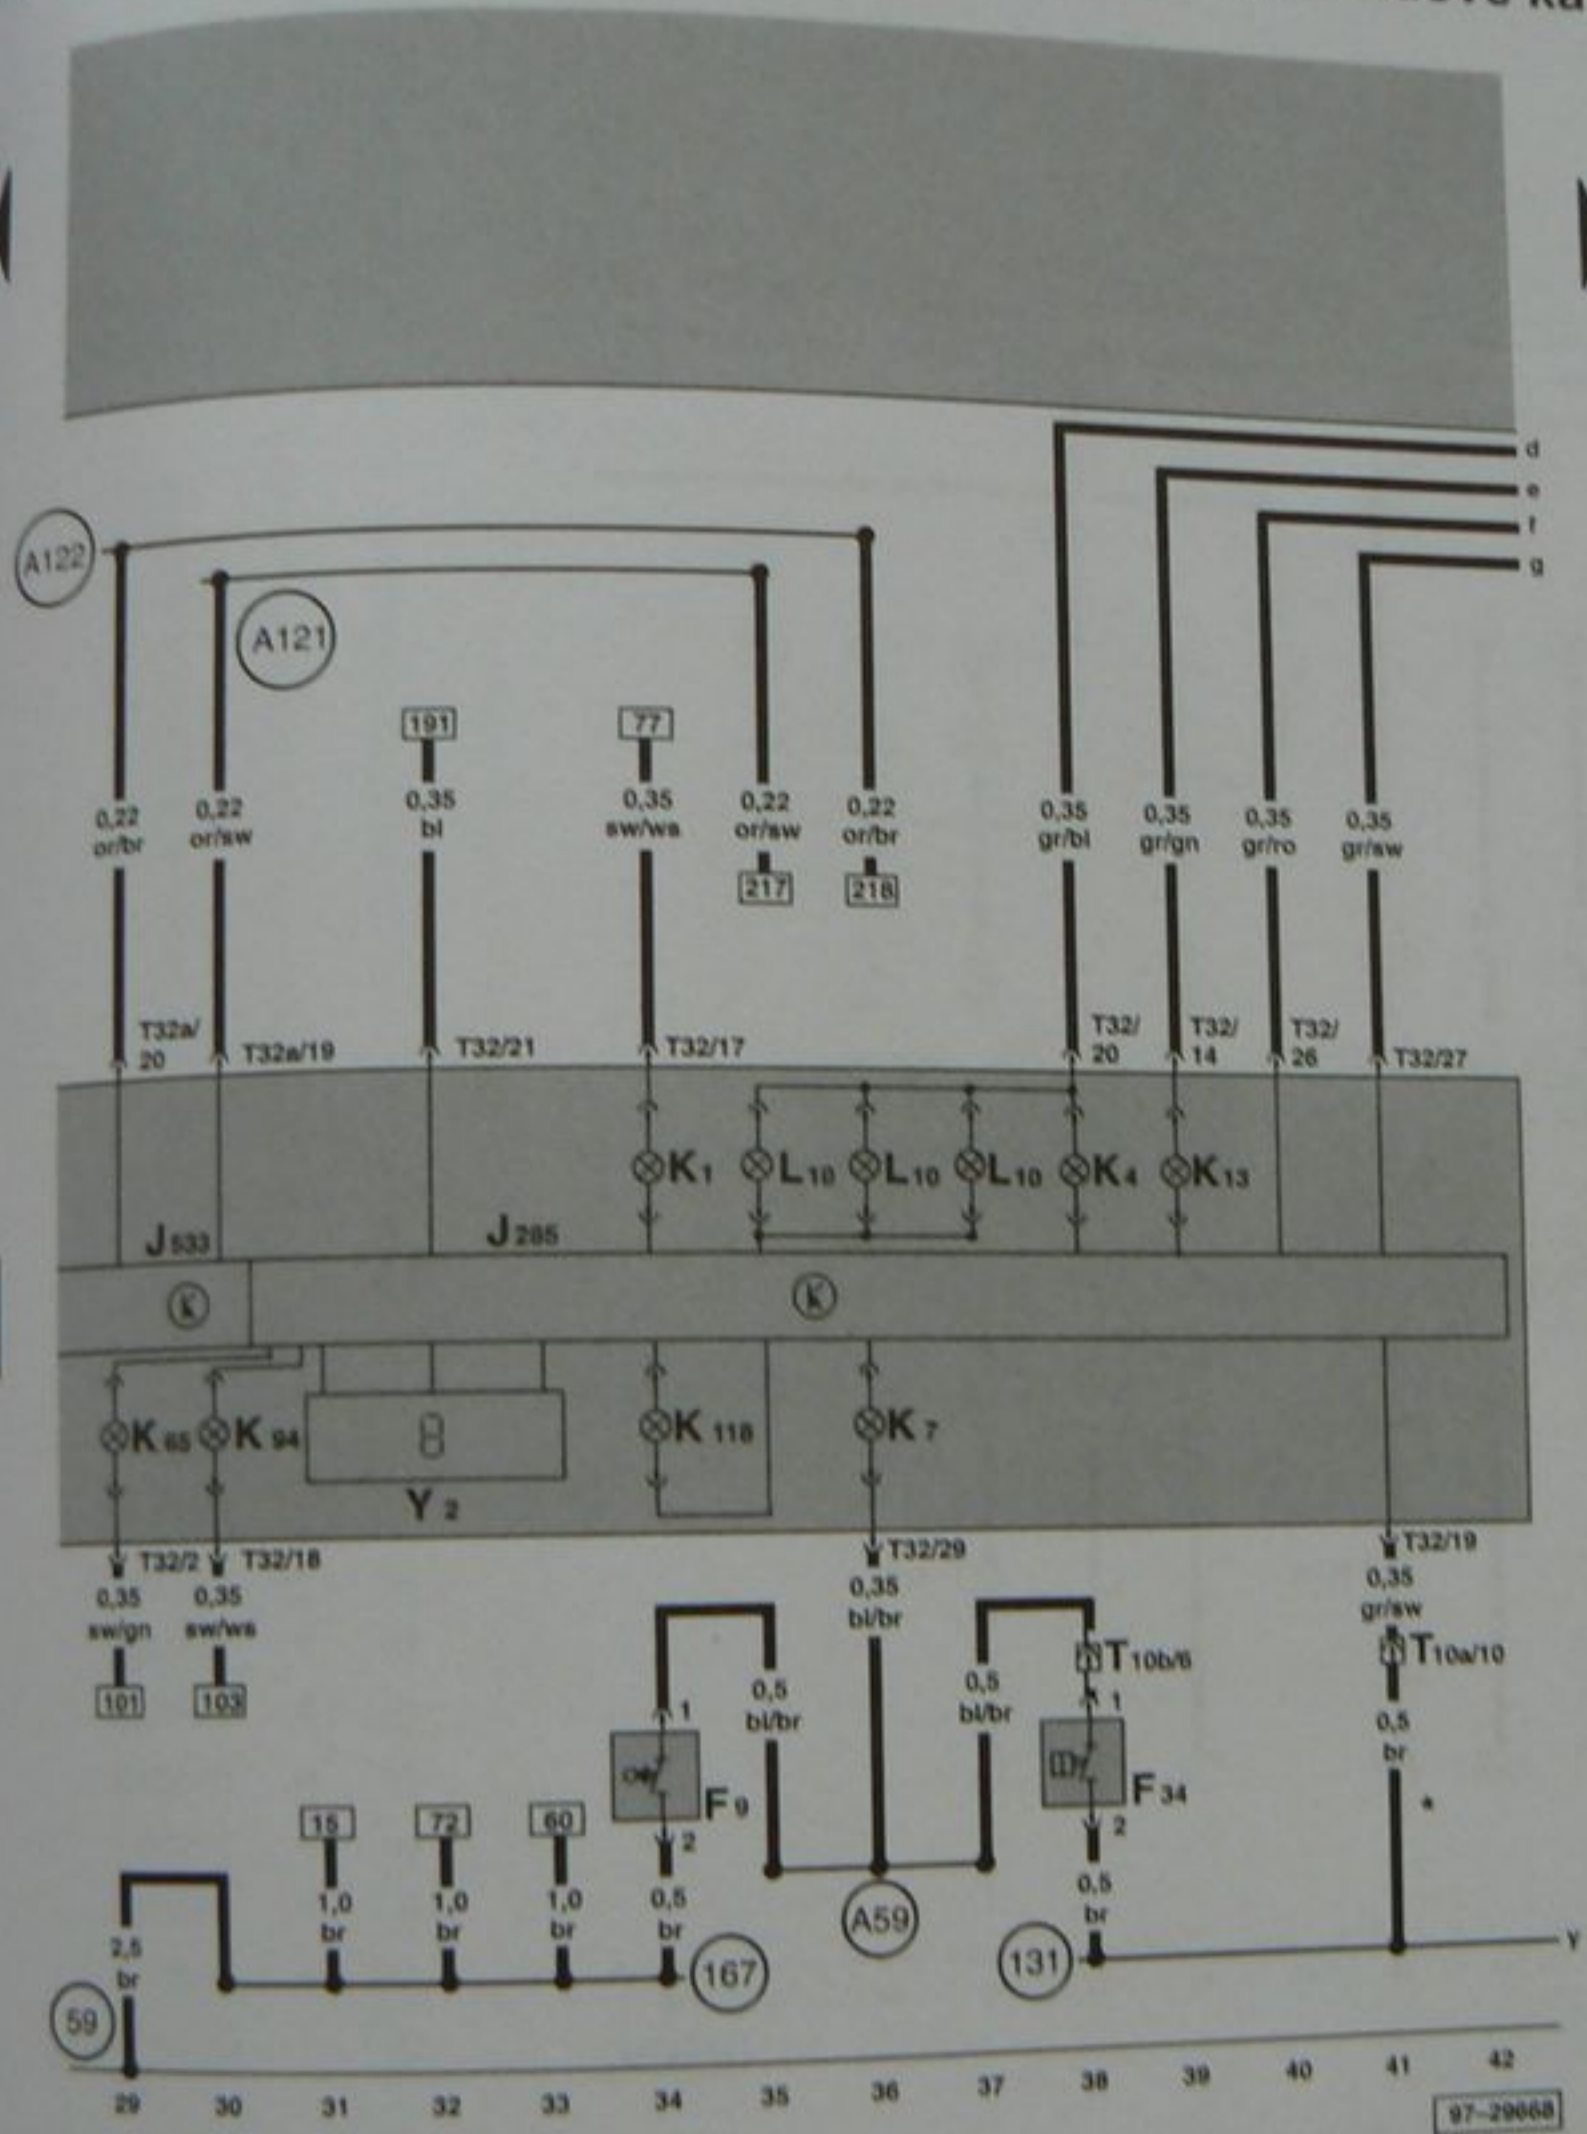 d
e
f
g
A122
A121
191
77
0,22
or/br
0,22
or/sw
0,35
bl
0,35
sw/ws
0,22
or/sw
0,22
or/br
0,35
gr/bl
0,35
gr/gn
0,35
gr/ro
0,35
gr/sw
217
218
T32a/
20
T32a/19
T32/21
T32/17
T32/
20
T32/
14
T32/
26
T32/27
K1
L10
L10
L10
K4
K13
J533
J285
k
k
K65
K94
8
K118
K7
Y2
T32/2
T32/18
T32/29
T32/19
0,35
sw/gn
0,35
sw/ws
0,35
bl/br
0,35
gr/sw
T10b/6
T10a/10
101
103
1
0,5
bl/br
0,5
bl/br
1
0,5
br
F9
F34
*
15
72
60
2
2
1,0
br
1,0
br
1,0
br
0,5
br
A59
0,5
br
2,5
br
167
131
Y
59
29
30
31
32
33
34
35
36
37
38
39
40
41
42
97-29668